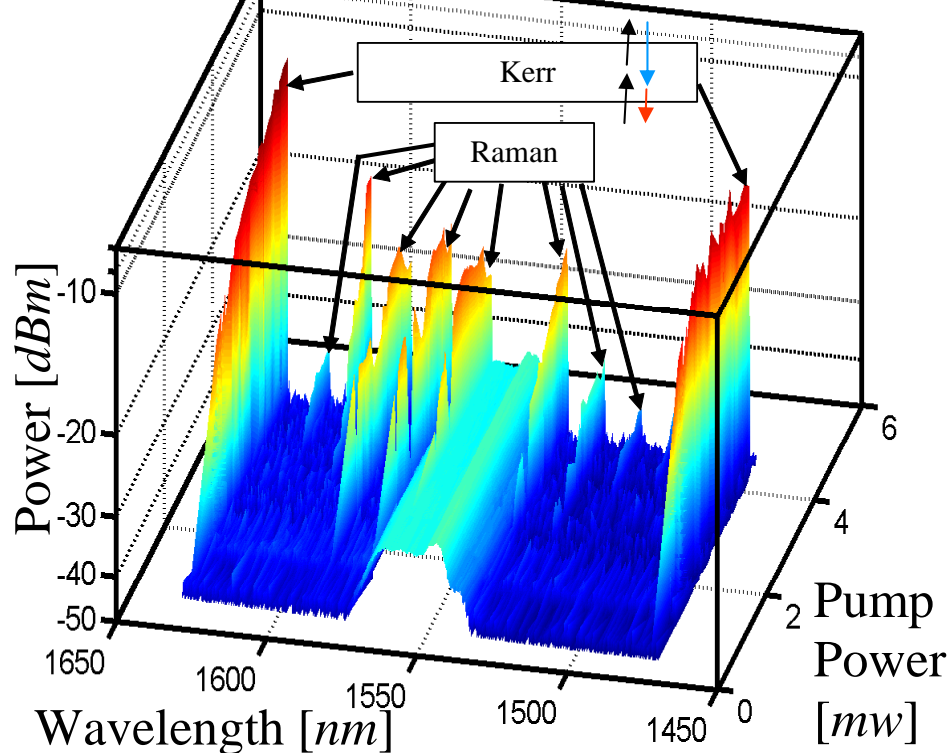 Kerr
Raman
Power [dBm]
-10
-20
-30
-40
-50
1650
1600
1550
1500
1450
Wavelength [nm]
0
2
4
6
Pump
Power
[mw]